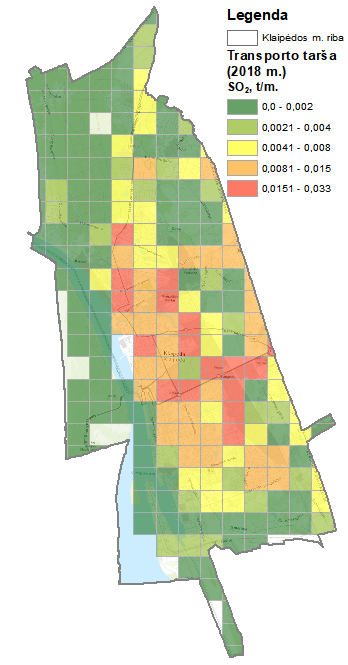 Legenda
Klaipėdos m. riba
Transporto tarša
(2018 m.)
SO₂, t/m.
0,0 - 0,002
0,0021 - 0,004
0,0041 - 0,008
0,0081 - 0,015
0,0151 - 0,033
Klaipėda